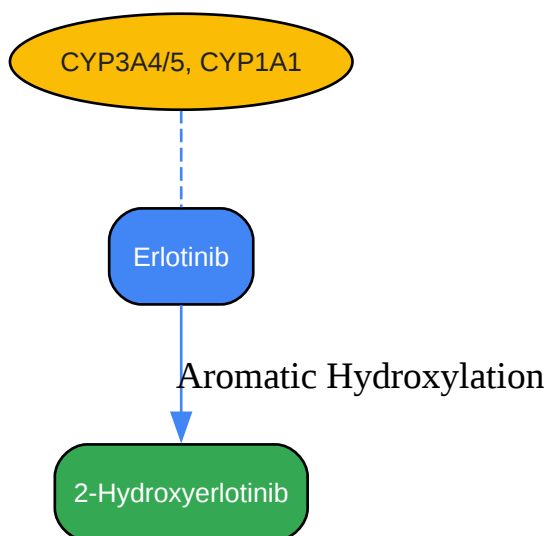 CYP3A4/5, CYP1A1
Erlotinib
Aromatic Hydroxylation
2-Hydroxyerlotinib